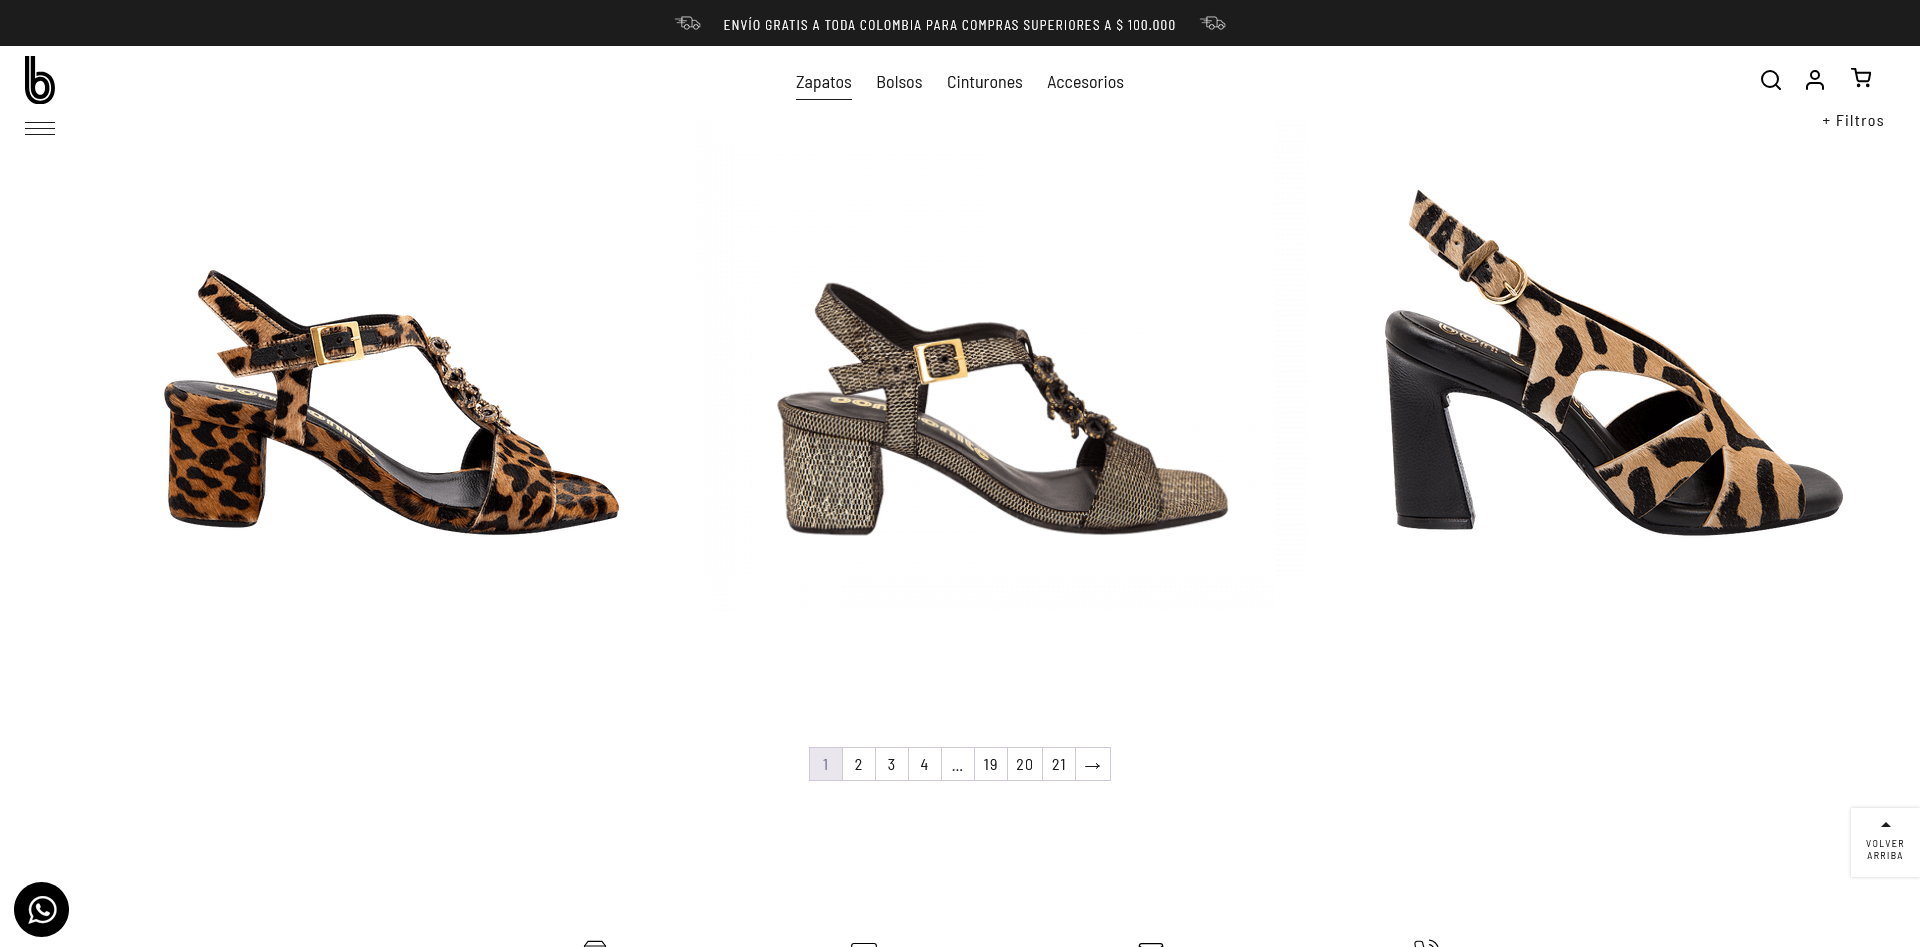 ENVÍO GRATIS A TODA COLOMBIA PARA COMPRAS SUPERIORES A $ 100.000
b
Zapatos Bolsos Cinturones Accesorios
+ Filtros
1 2 3 4 … 19 20 21 →
VOLVER
ARRIBA